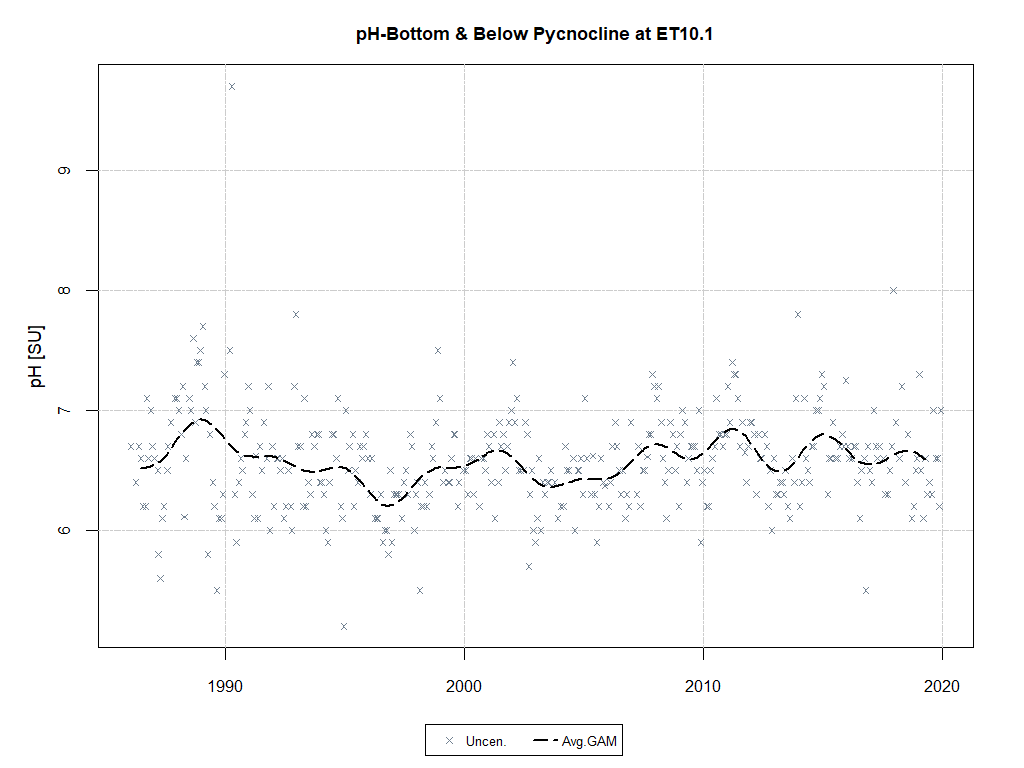 pH-Bottom & Below Pycnocline at ET10.1
pH [SU]
9
8
7
6
1990
2000
2010
2020
Uncen.
Avg.GAM